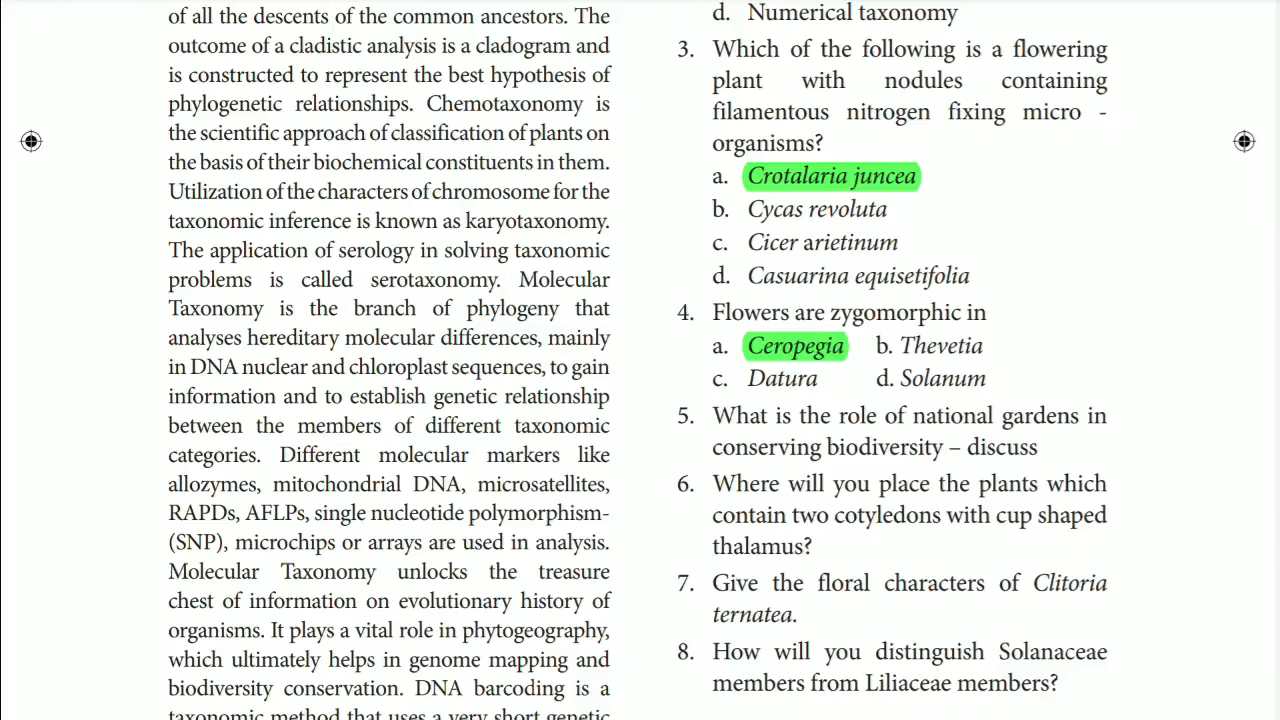 of all the descents of the common ancestors. The
outcome of a cladistic analysis is a cladogram and
is constructed to represent the best hypothesis of
phylogenetic relationships. Chemotaxonomy is
the scientific approach of classification of plants on
the basis of their biochemical constituents in them.
Utilization of the characters of chromosome for the
taxonomic inference is known as karyotaxonomy.
The application of serology in solving taxonomic
problems is called serotaxonomy. Molecular
Taxonomy is the branch of phylogeny that
analyses hereditary molecular differences, mainly
in DNA nuclear and chloroplast sequences, to gain
information and to establish genetic relationship
between the members of different taxonomic
categories. Different molecular markers like
allozymes, mitochondrial DNA, microsatellites,
RAPDs, AFLPs, single nucleotide polymorphism-
(SNP), microchips or arrays are used in analysis.
Molecular Taxonomy unlocks the treasure
chest of information on evolutionary history of
organisms. It plays a vital role in phytogeography,
which ultimately helps in genome mapping and
biodiversity conservation. DNA barcoding is a
taxonomic method that uses a very short genetic
d. Numerical taxonomy
3. Which of the following is a flowering
plant with nodules containing
filamentous nitrogen fixing micro -
organisms?
a. Crotalaria juncea
b. Cycas revoluta
c. Cicer arietinum
d. Casuarina equisetifolia
4. Flowers are zygomorphic in
a. Ceropegia b. Thevetia
c. Datura d. Solanum
5. What is the role of national gardens in
conserving biodiversity – discuss
6. Where will you place the plants which
contain two cotyledons with cup shaped
thalamus?
7. Give the floral characters of Clitoria
ternatea.
8. How will you distinguish Solanaceae
members from Liliaceae members?